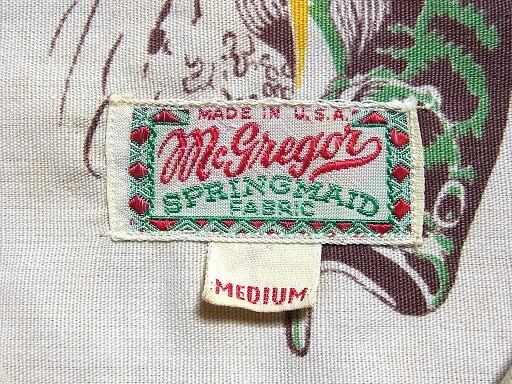 MADE IN U.S.A.
McGregor
SPRINGMAID
FABRIC
MEDIUM